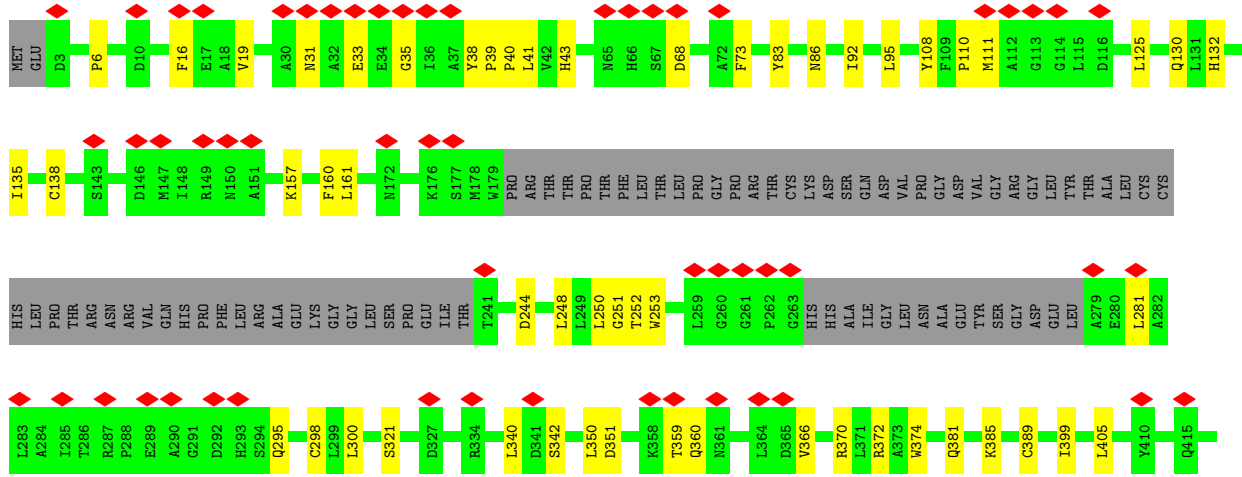 MET GLU D3 P6 D10 F16 E17 A18 V19 A30 N31 A32 E33 E34 G35 I36 A37 Y38 P39 P40 L41 V42 H43 N65 H66 S67 D68 A72 F73 Y83 N86 I92 L95 Y108 F109 P110 M111 A112 G113 G114 L115 D116 L125 Q130 L131 H132
I135 C138 S143 D146 M147 I148 R149 N150 A151 K157 F160 L161 N172 K176 S177 M178 W179 PRO ARG THR THR PRO THR PHE LEU THR LEU PRO GLY PRO ARG THR CYS LYS ASP SER GLN ASP VAL PRO GLY ASP VAL GLY ARG GLY LEU TYR THR ALA LEU CYS CYS
HIS LEU PRO THR ARG ASN ARG VAL GLN HIS PRO PHE LEU ARG ALA GLU LYS GLY GLY LEU SER PRO GLU ILE THR T241 D244 L248 L249 L250 G251 T252 W253 L259 G260 G261 P262 G263 HIS HIS ALA ILE GLY LEU ASN ALA GLU TYR SER GLY ASP GLU LEU A279 E280 L281 A282
L283 A284 I285 T286 R287 P288 E289 A290 G291 D292 H293 S294 Q295 C298 L299 L300 S321 D327 R334 L340 D341 S342 L350 D351 K358 T359 Q360 N361 L364 D365 V366 R370 L371 R372 A373 W374 Q381 K385 C389 I399 L405 Y410 Q415